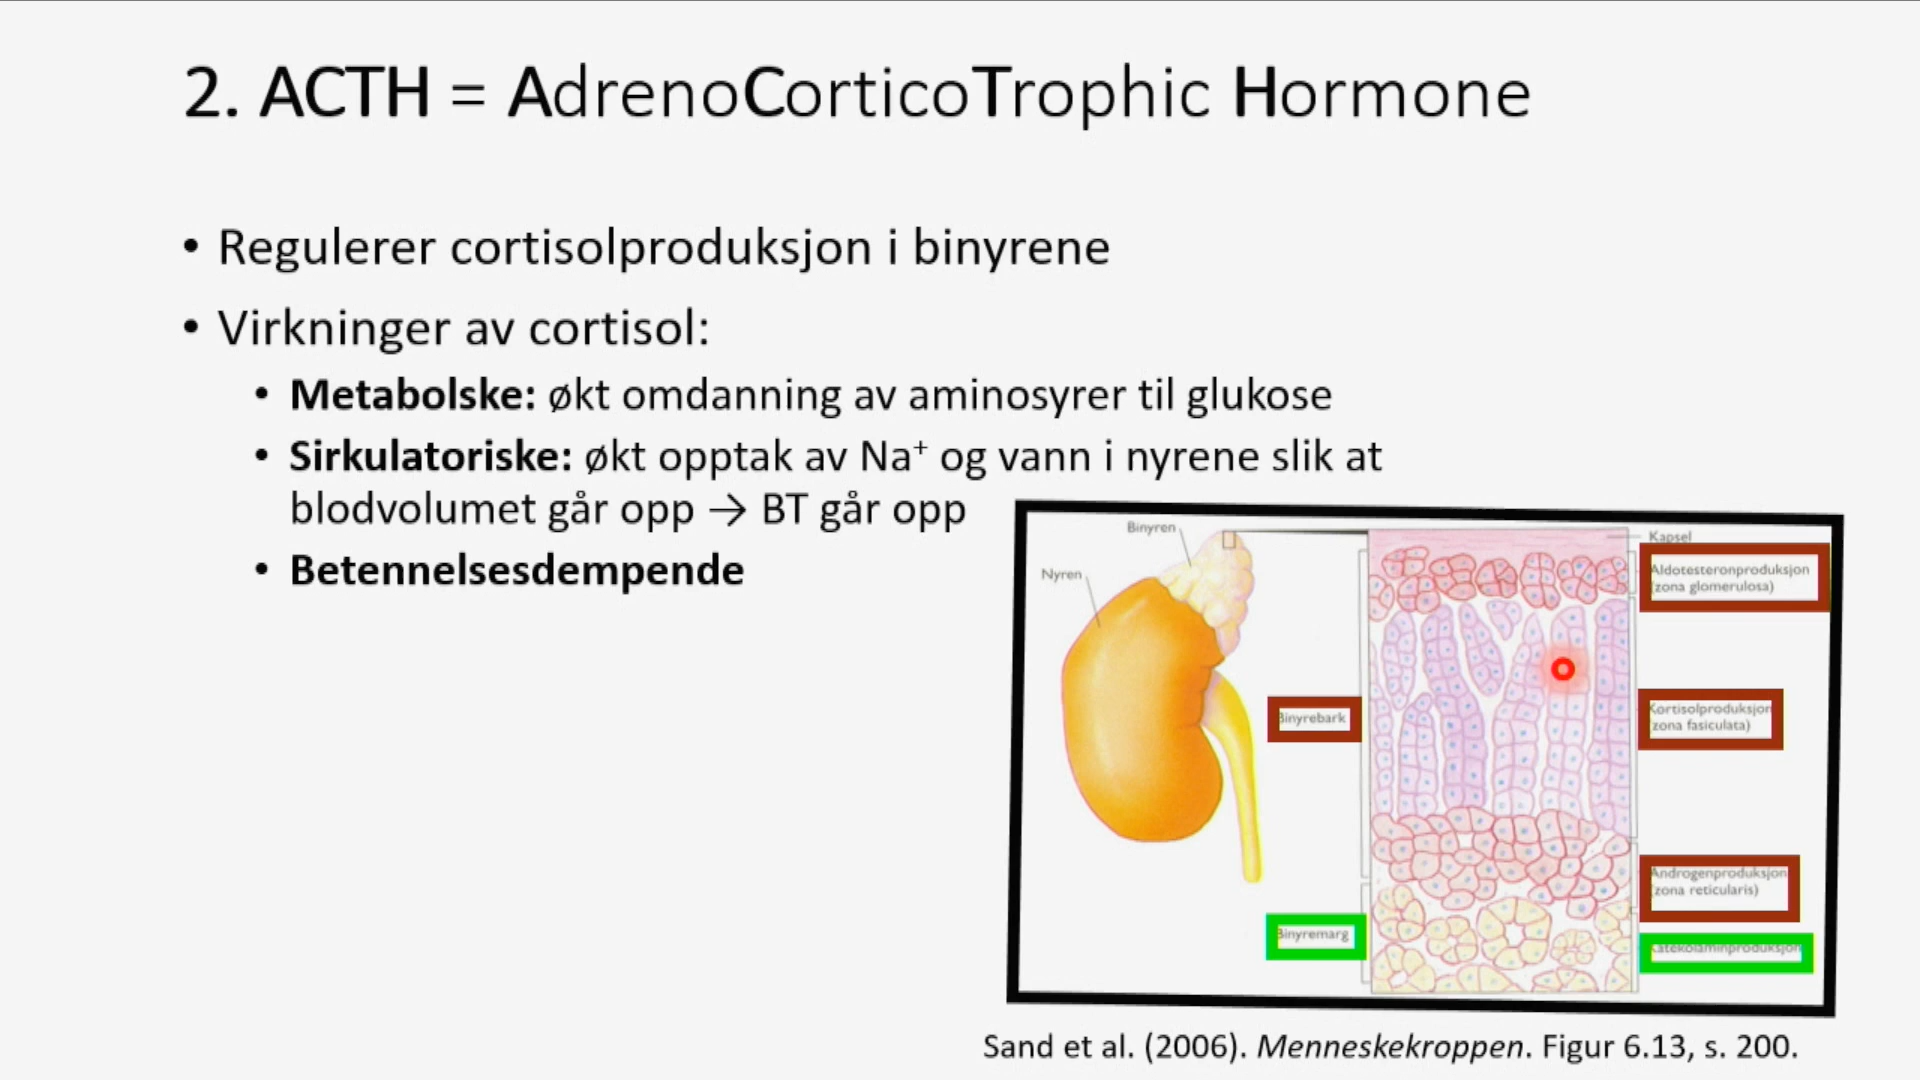 2. ACTH = AdrenoCorticoTrophic Hormone
• Regulerer cortisolproduksjon i binyrene
• Virkninger av cortisol:
• Metabolske: økt omdanning av aminosyrer til glukose
• Sirkulatoriske: økt opptak av Na⁺ og vann i nyrene slik at
blodvolumet går opp → BT går opp
• Betennelsesdempende
Binyren
Nyren
Kapsel
Aldotesteronproduksjon
(zona glomerulosa)
Binyrebark
Kortisolproduksjon
(zona fasiculata)
Androgenproduksjon
(zona reticularis)
Binyremarg
Katekolaminproduksjon
Sand et al. (2006). Menneskekroppen. Figur 6.13, s. 200.